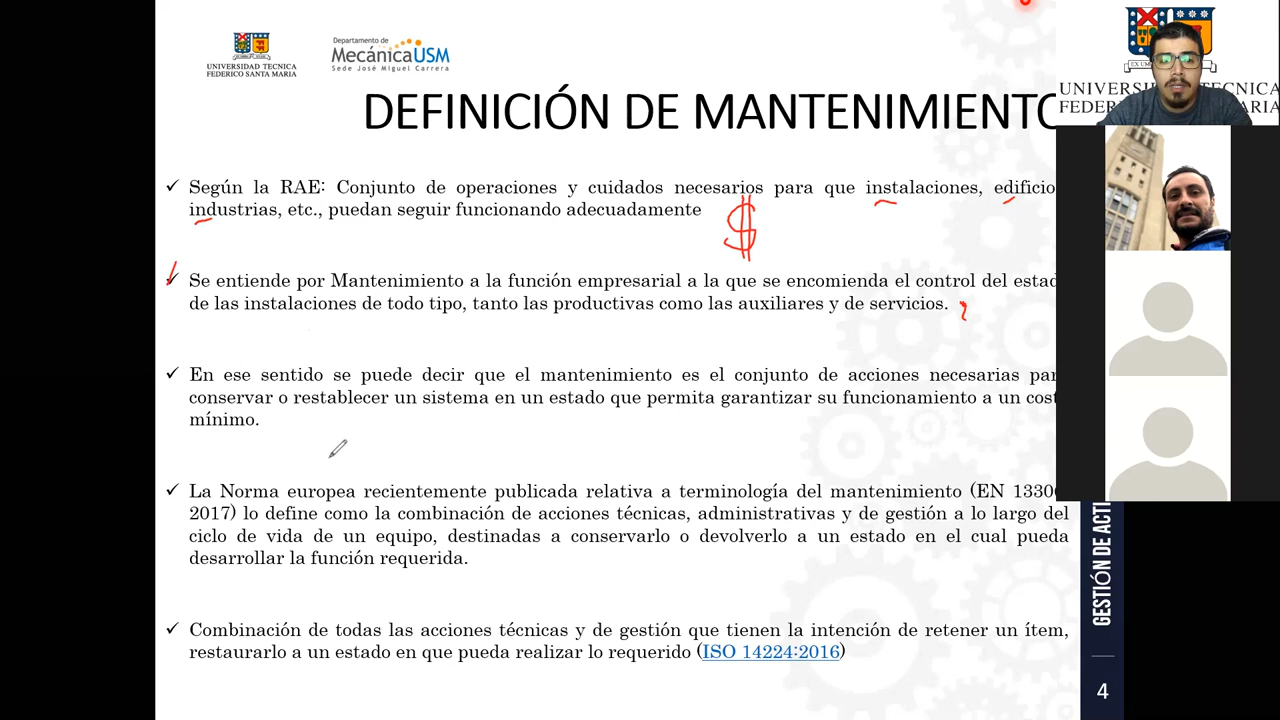 UNIVERSIDAD TECNICA
FEDERICO SANTA MARIA
Departamento de
MecánicaUSM
Sede José Miguel Carrera
DEFINICIÓN DE MANTENIMIENTO
✓ Según la RAE: Conjunto de operaciones y cuidados necesarios para que instalaciones, edificio
industrias, etc., puedan seguir funcionando adecuadamente
$
✓ Se entiende por Mantenimiento a la función empresarial a la que se encomienda el control del estad
de las instalaciones de todo tipo, tanto las productivas como las auxiliares y de servicios.
✓ En ese sentido se puede decir que el mantenimiento es el conjunto de acciones necesarias par
conservar o restablecer un sistema en un estado que permita garantizar su funcionamiento a un cost
mínimo.
✓ La Norma europea recientemente publicada relativa a terminología del mantenimiento (EN 1330
2017) lo define como la combinación de acciones técnicas, administrativas y de gestión a lo largo del
ciclo de vida de un equipo, destinadas a conservarlo o devolverlo a un estado en el cual pueda
desarrollar la función requerida.
✓ Combinación de todas las acciones técnicas y de gestión que tienen la intención de retener un ítem,
restaurarlo a un estado en que pueda realizar lo requerido (ISO 14224:2016)
GESTIÓN DE ACTI
4